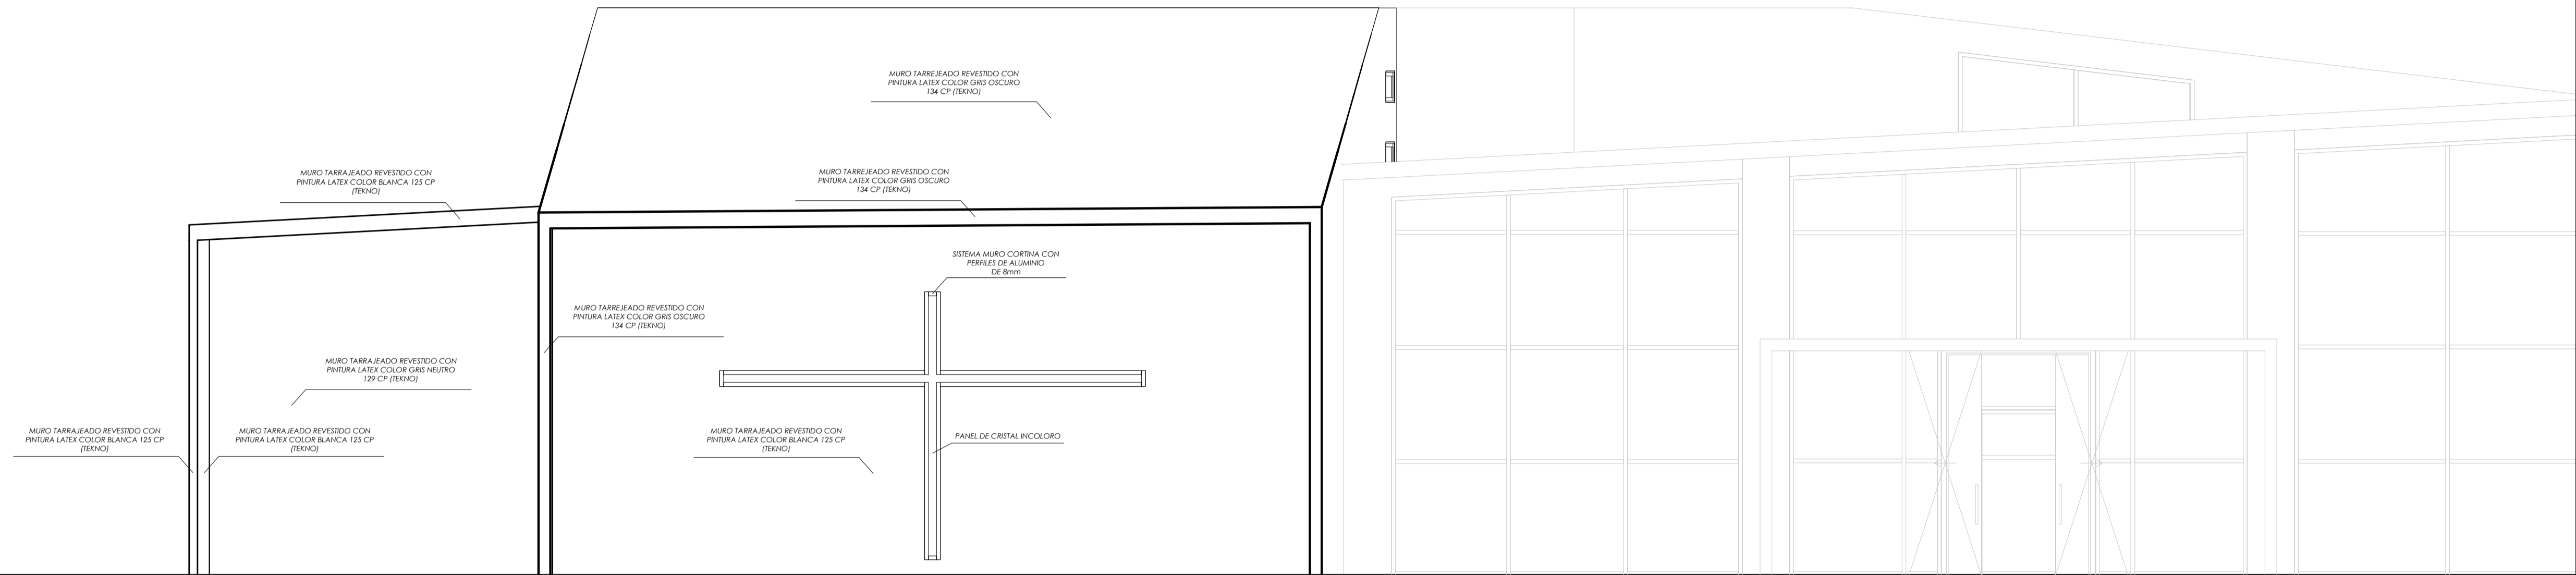 MURO TARREJEADO REVESTIDO CON
PINTURA LATEX COLOR GRIS OSCURO
134 CP (TEKNO)
MURO TARRAJEADO REVESTIDO CON
PINTURA LATEX COLOR BLANCA 125 CP
(TEKNO)
MURO TARREJEADO REVESTIDO CON
PINTURA LATEX COLOR GRIS OSCURO
134 CP (TEKNO)
SISTEMA MURO CORTINA CON
PERFILES DE ALUMINIO
DE 8mm
MURO TARREJEADO REVESTIDO CON
PINTURA LATEX COLOR GRIS OSCURO
134 CP (TEKNO)
MURO TARRAJEADO REVESTIDO CON
PINTURA LATEX COLOR GRIS NEUTRO
129 CP (TEKNO)
MURO TARRAJEADO REVESTIDO CON
PINTURA LATEX COLOR BLANCA 125 CP
(TEKNO)
MURO TARRAJEADO REVESTIDO CON
PINTURA LATEX COLOR BLANCA 125 CP
(TEKNO)
MURO TARRAJEADO REVESTIDO CON
PINTURA LATEX COLOR BLANCA 125 CP
(TEKNO)
PANEL DE CRISTAL INCOLORO